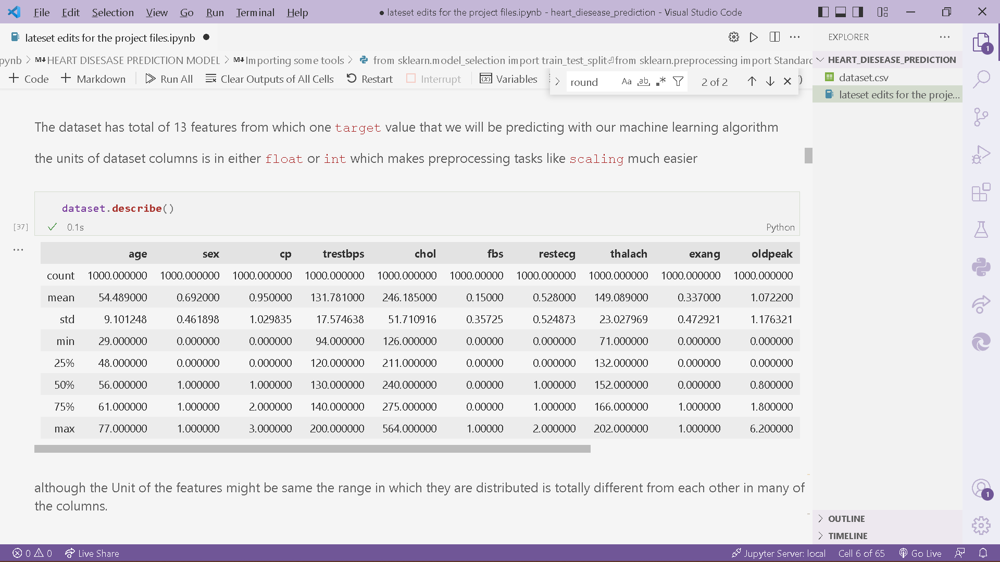 File Edit Selection View Go Run Terminal Help
● lateset edits for the project files.ipynb - heart_diesease_prediction - Visual Studio Code
lateset edits for the project files.ipynb ●
EXPLORER
pynb > HEART DISESASE PREDICTION MODEL > Importing some tools > from sklearn.model_selection import train_test_split⏎from sklearn.preprocessing import Standard
+ Code + Markdown Run All Clear Outputs of All Cells Restart Interrupt Variables
round Aa ab .* 2 of 2
HEART_DIESEASE_PREDICTION
dataset.csv
lateset edits for the proje...
The dataset has total of 13 features from which one target value that we will be predicting with our machine learning algorithm
the units of dataset columns is in either float or int which makes preprocessing tasks like scaling much easier
dataset.describe()
[37] 0.1s Python
age sex cp trestbps chol fbs restecg thalach exang oldpeak
count 1000.000000 1000.000000 1000.000000 1000.000000 1000.000000 1000.00000 1000.000000 1000.000000 1000.000000 1000.000000
mean 54.489000 0.692000 0.950000 131.781000 246.185000 0.15000 0.528000 149.089000 0.337000 1.072200
std 9.101248 0.461898 1.029835 17.574638 51.710916 0.35725 0.524873 23.027969 0.472921 1.176321
min 29.000000 0.000000 0.000000 94.000000 126.000000 0.00000 0.000000 71.000000 0.000000 0.000000
25% 48.000000 0.000000 0.000000 120.000000 211.000000 0.00000 0.000000 132.000000 0.000000 0.000000
50% 56.000000 1.000000 1.000000 130.000000 240.000000 0.00000 1.000000 152.000000 0.000000 0.800000
75% 61.000000 1.000000 2.000000 140.000000 275.000000 0.00000 1.000000 166.000000 1.000000 1.800000
max 77.000000 1.000000 3.000000 200.000000 564.000000 1.00000 2.000000 202.000000 1.000000 6.200000
although the Unit of the features might be same the range in which they are distributed is totally different from each other in many of
the columns.
OUTLINE
TIMELINE
1
1
0 0 Live Share Jupyter Server: local Cell 6 of 65 Go Live